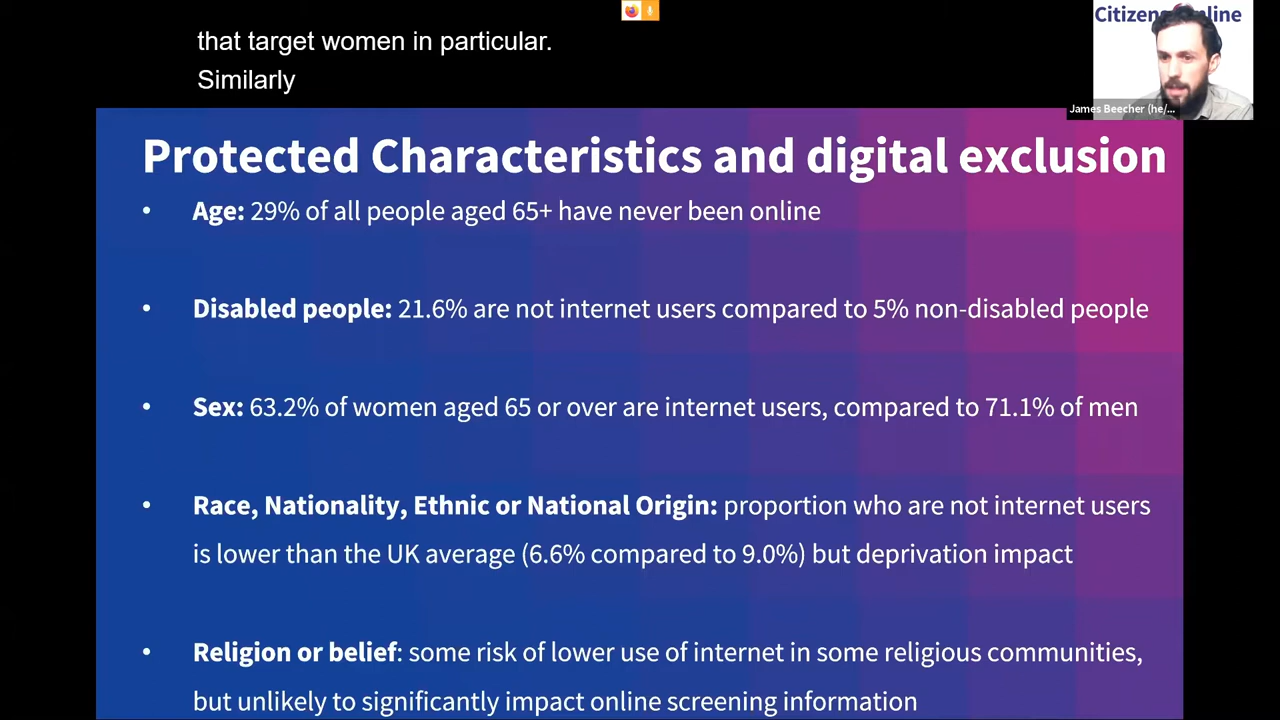 that target women in particular.
Similarly
Citizens Online
James Beecher (he/...
Protected Characteristics and digital exclusion
• Age: 29% of all people aged 65+ have never been online
• Disabled people: 21.6% are not internet users compared to 5% non-disabled people
• Sex: 63.2% of women aged 65 or over are internet users, compared to 71.1% of men
• Race, Nationality, Ethnic or National Origin: proportion who are not internet users
is lower than the UK average (6.6% compared to 9.0%) but deprivation impact
• Religion or belief: some risk of lower use of internet in some religious communities,
but unlikely to significantly impact online screening information